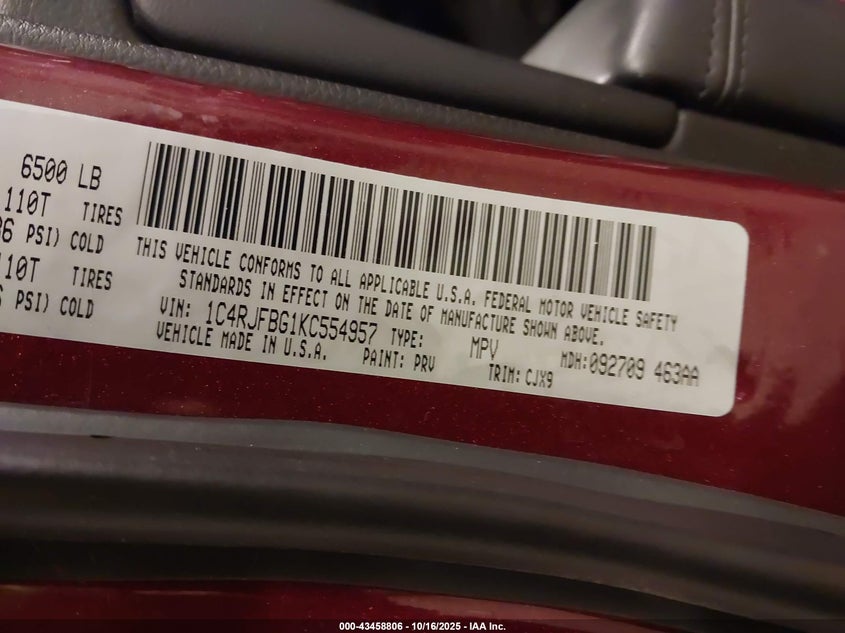 6500 LB
110T TIRES
36 PSI) COLD
110T TIRES
PSI) COLD
THIS VEHICLE CONFORMS TO ALL APPLICABLE U.S.A. FEDERAL MOTOR VEHICLE SAFETY
STANDARDS IN EFFECT ON THE DATE OF MANUFACTURE SHOWN ABOVE.
VIN: 1C4RJFBG1KC554957 TYPE: MPV MDH:092709 463AA
VEHICLE MADE IN U.S.A. PAINT: PRV TRIM: CJX9
000-43458806 - 10/16/2025 - IAA Inc.